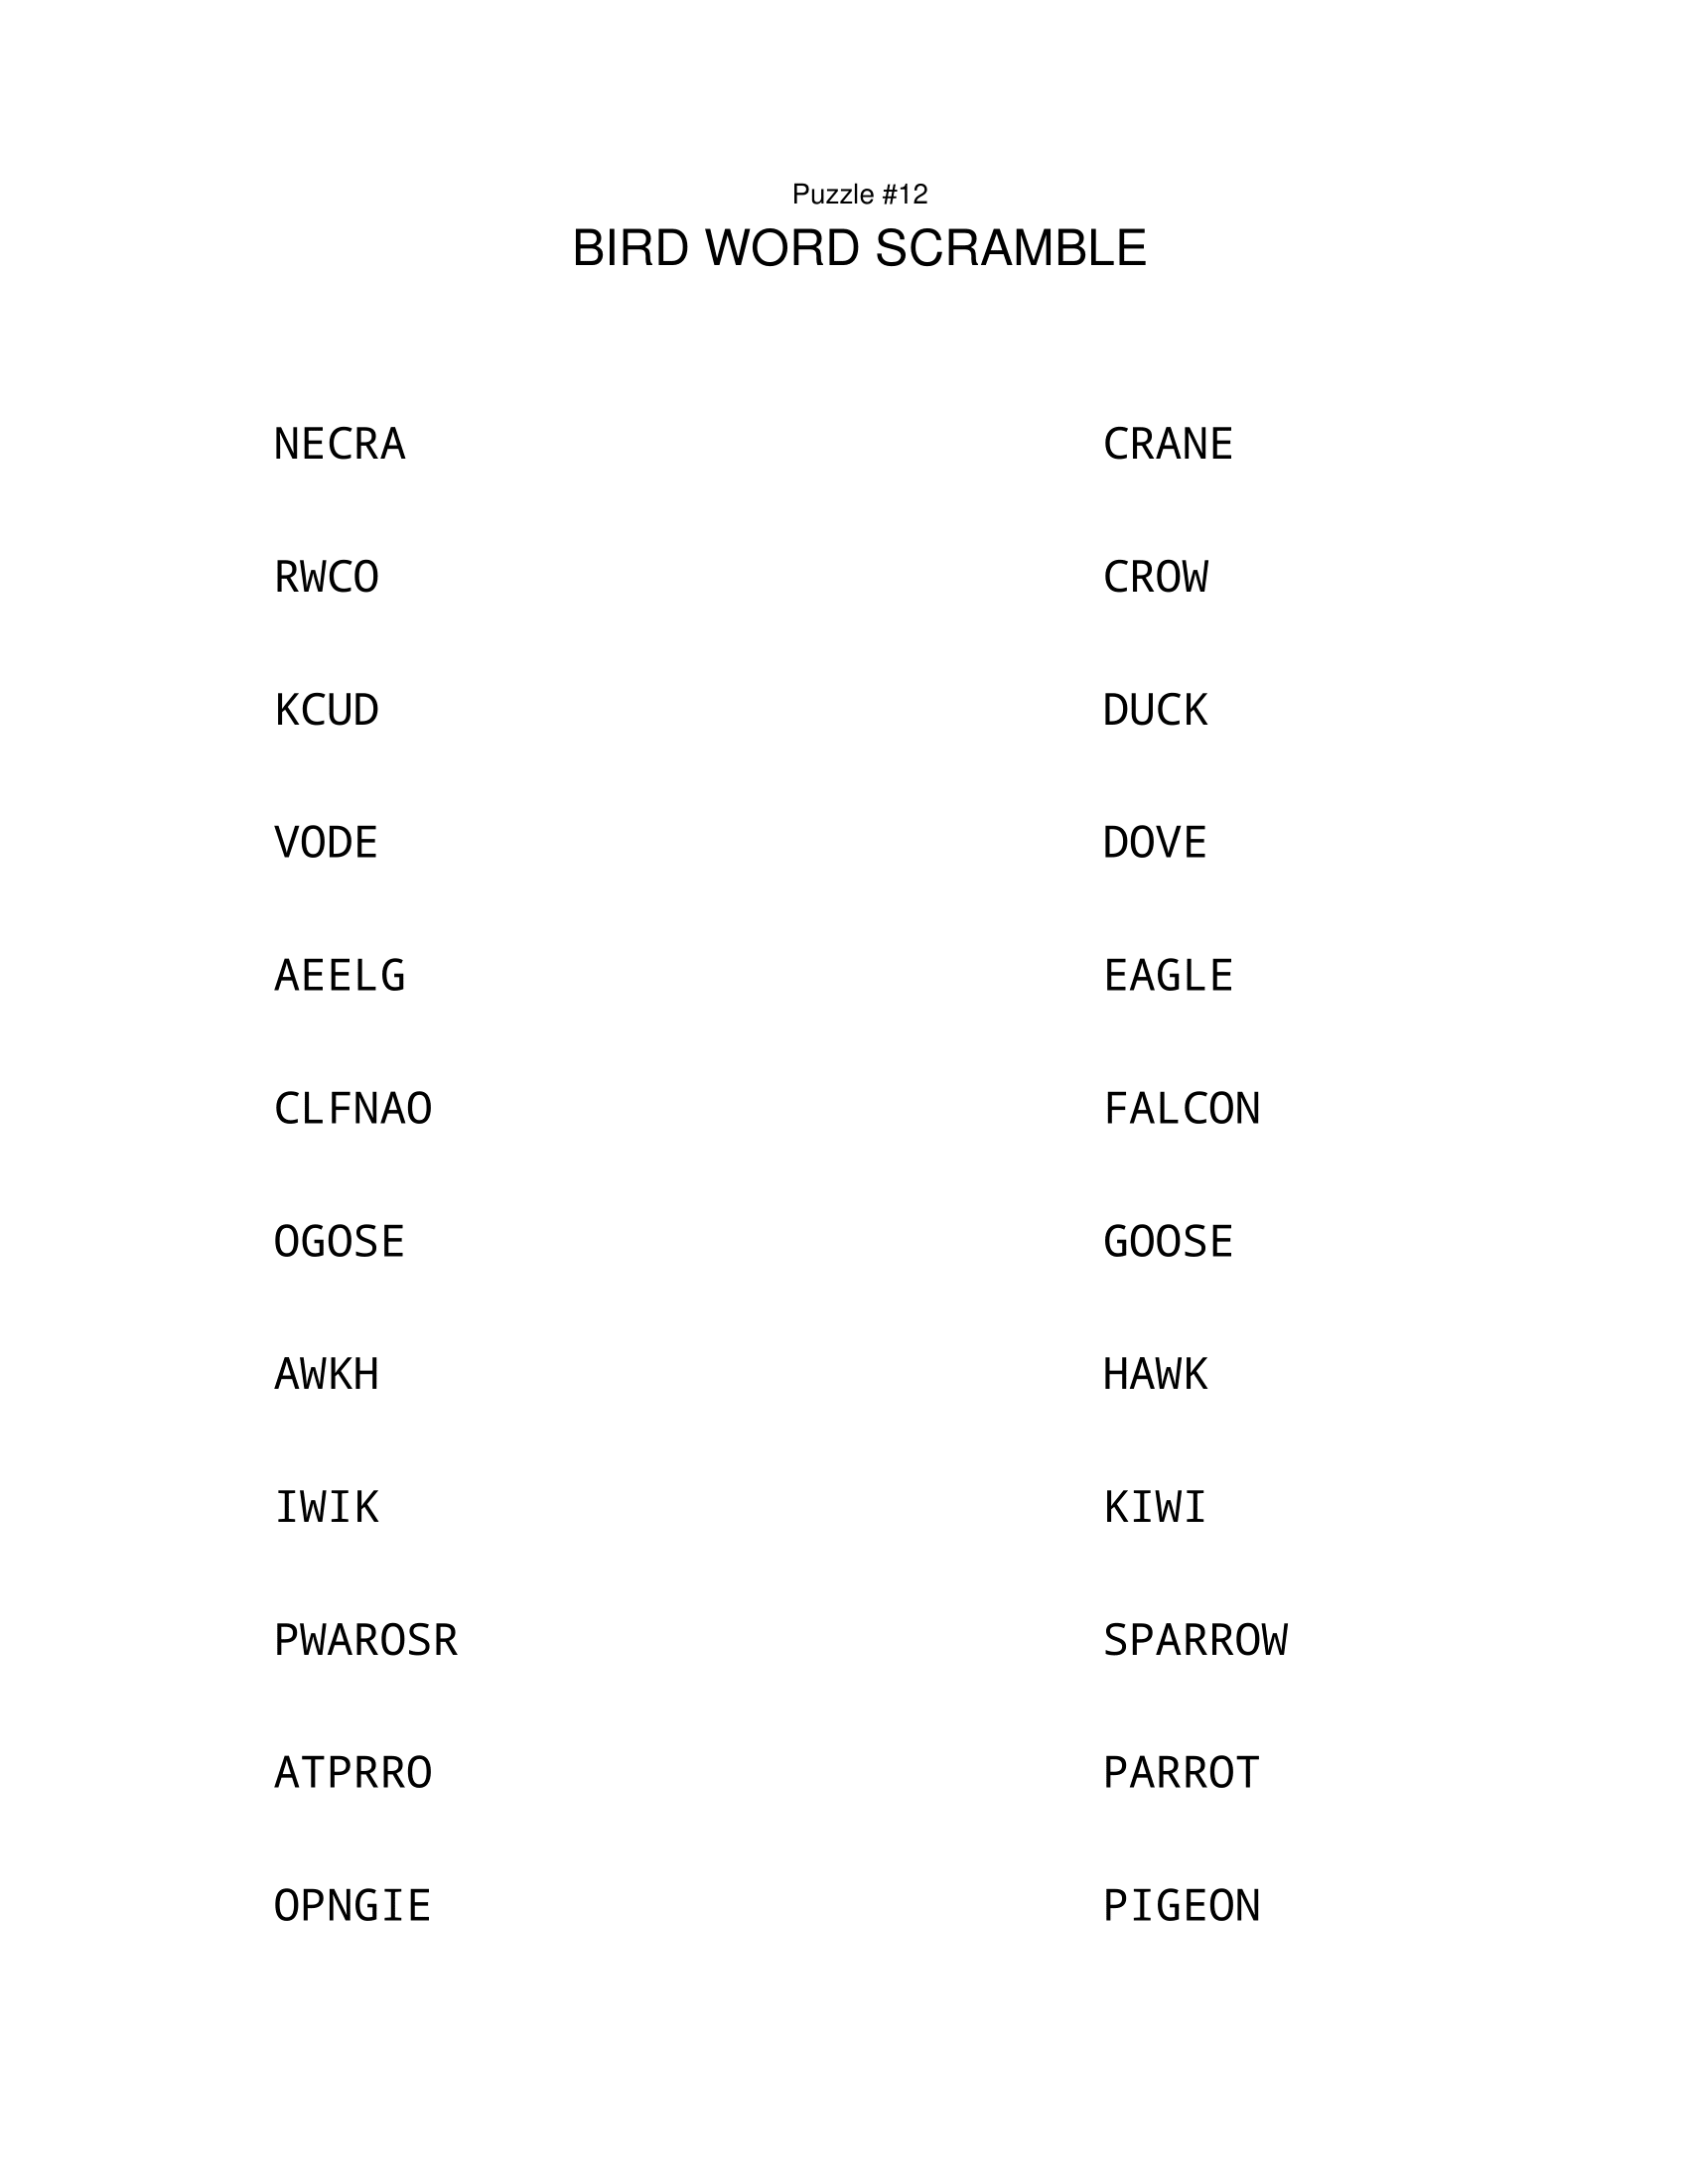 Puzzle #12
BIRD WORD SCRAMBLE
NECRA CRANE
RWCO CROW
KCUD DUCK
VODE DOVE
AEELG EAGLE
CLFNAO FALCON
OGOSE GOOSE
AWKH HAWK
IWIK KIWI
PWAROSR SPARROW
ATPRRO PARROT
OPNGIE PIGEON